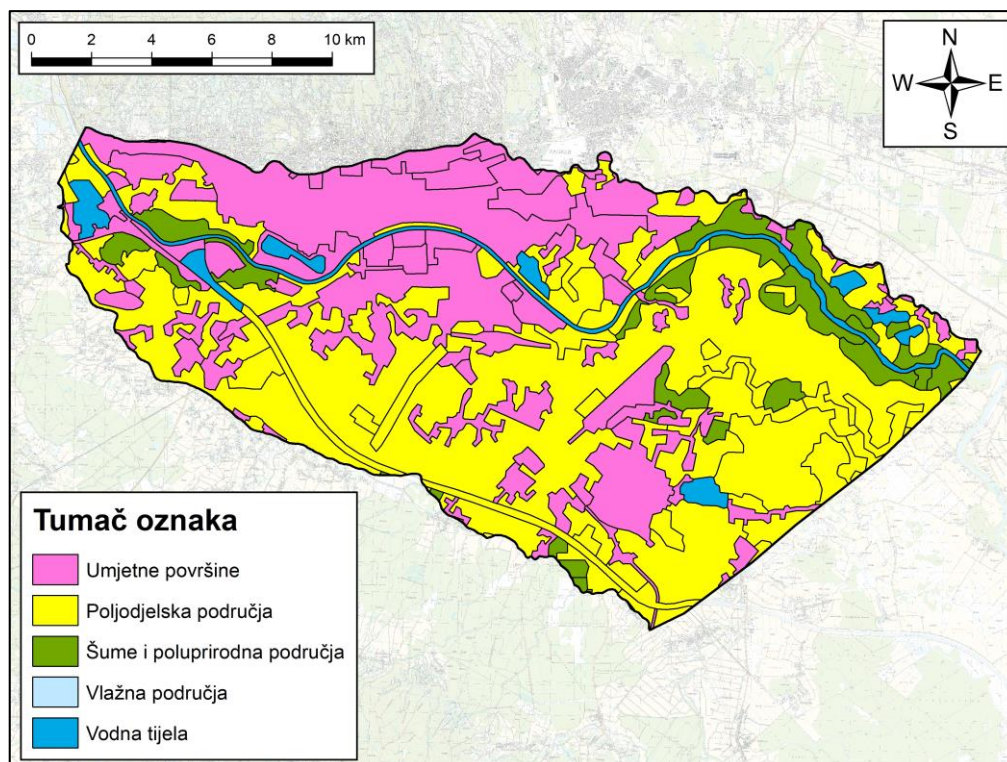 0 2 4 6 8 10 km
N
W E
S
Tumač oznaka
Umjetne površine
Poljodjelska područja
Šume i poluprirodna područja
Vlažna područja
Vodna tijela